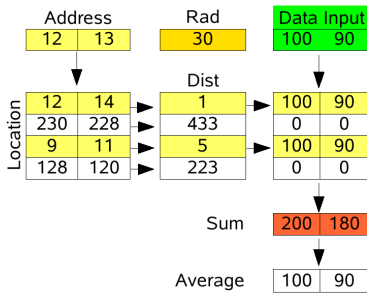 Address Rad Data Input
12 13 30 100 90
Dist
Location
12 14 1 100 90
230 228 433 0 0
9 11 5 100 90
128 120 223 0 0
Sum 200 180
Average 100 90